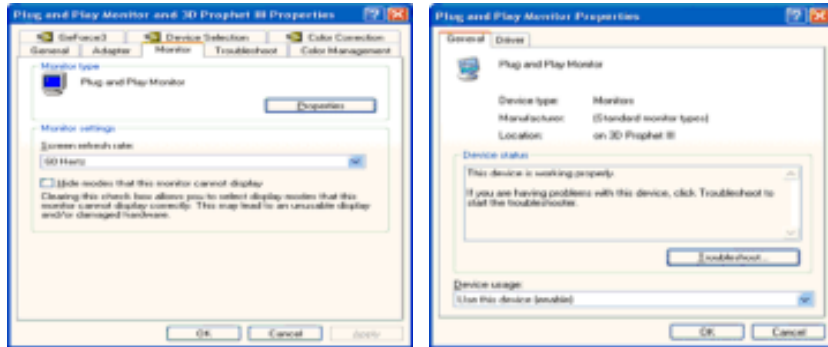 Plug and Play Monitor and 3D Prophet III Properties
GeForce3 Device Selection Color Correction
General Adapter Monitor Troubleshoot Color Management
Monitor type
Plug and Play Monitor
Properties
Monitor settings
Screen refresh rate:
60 Hertz
Hide modes that this monitor cannot display
Clearing this check box allows you to select display modes that this
monitor cannot display correctly. This may lead to an unusable display
and/or damaged hardware.
OK Cancel Apply
Plug and Play Monitor Properties
General Driver
Plug and Play Monitor
Device type: Monitors
Manufacturer: (Standard monitor types)
Location: on 3D Prophet III
Device status
This device is working properly.
If you are having problems with this device, click Troubleshoot to
start the troubleshooter.
Troubleshoot...
Device usage:
Use this device (enable)
OK Cancel